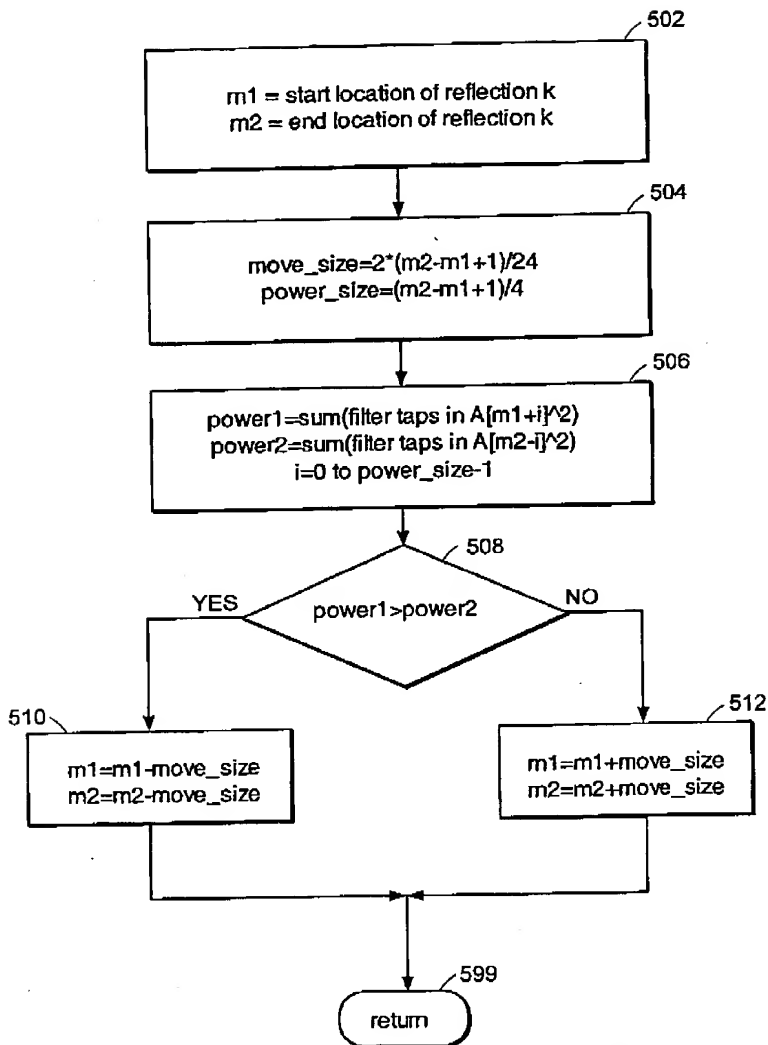 502
m1 = start location of reflection k
m2 = end location of reflection k
504
move_size=2*(m2-m1+1)/24
power_size=(m2-m1+1)/4
506
power1=sum(filter taps in A[m1+i]^2)
power2=sum(filter taps in A[m2-i]^2)
i=0 to power_size-1
508
YES
power1>power2
NO
510
m1=m1-move_size
m2=m2-move_size
512
m1=m1+move_size
m2=m2+move_size
599
return